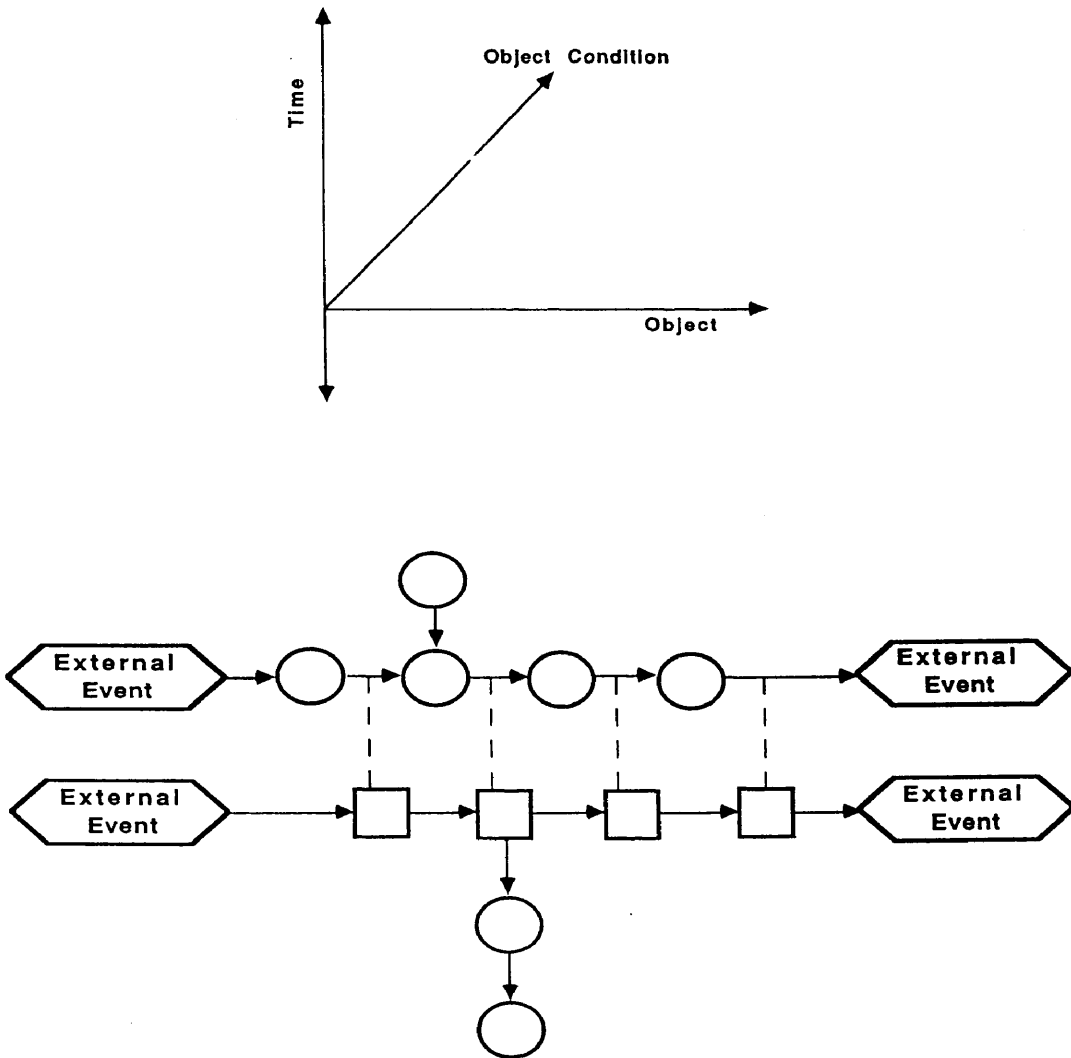 Object Condition
Time
Object
External
Event
External
Event
External
Event
External
Event